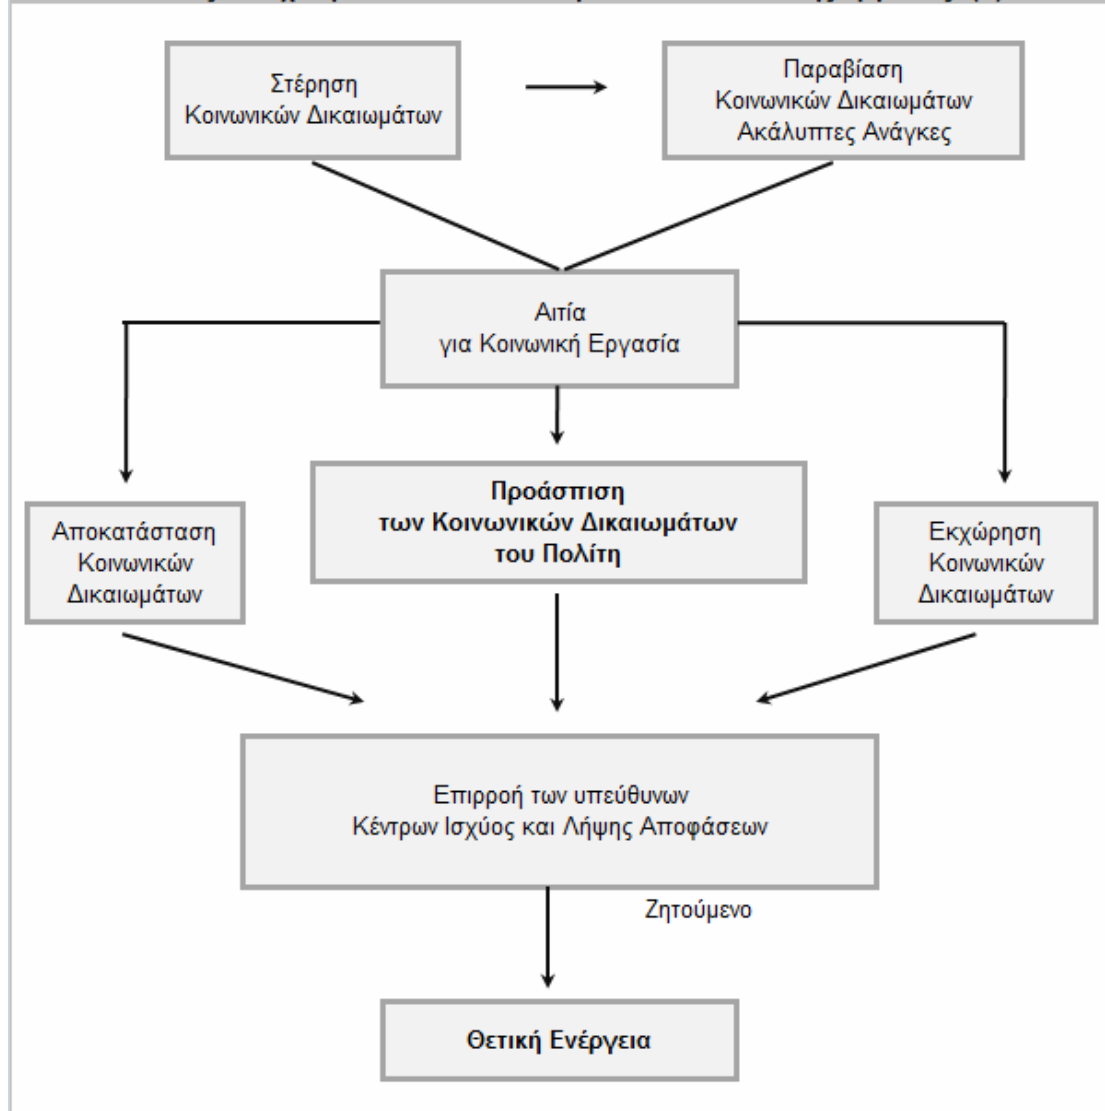 Στέρηση
Κοινωνικών Δικαιωμάτων
Παραβίαση
Κοινωνικών Δικαιωμάτων
Ακάλυπτες Ανάγκες
Αιτία
για Κοινωνική Εργασία
Προάσπιση
των Κοινωνικών Δικαιωμάτων
του Πολίτη
Αποκατάσταση
Κοινωνικών
Δικαιωμάτων
Εκχώρηση
Κοινωνικών
Δικαιωμάτων
Επιρροή των υπεύθυνων
Κέντρων Ισχύος και Λήψης Αποφάσεων
Ζητούμενο
Θετική Ενέργεια